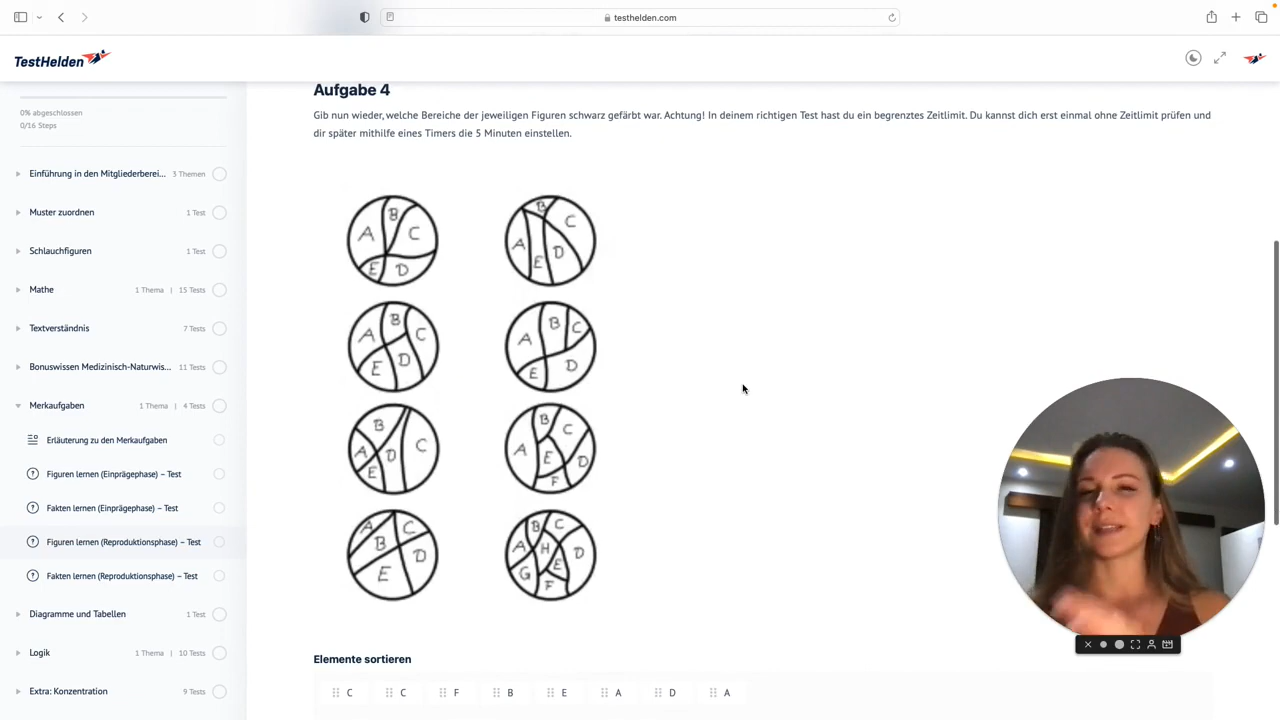 testhelden.com
TestHelden
0% abgeschlossen
0/16 Steps
Einführung in den Mitgliederberei... 3 Themen
Muster zuordnen 1 Test
Schlauchfiguren 1 Test
Mathe 1 Thema | 15 Tests
Textverständnis 7 Tests
Bonuswissen Medizinisch-Naturwis... 11 Tests
Merkaufgaben 1 Thema | 4 Tests
Erläuterung zu den Merkaufgaben
Figuren lernen (Einprägephase) – Test
Fakten lernen (Einprägephase) – Test
Figuren lernen (Reproduktionsphase) – Test
Fakten lernen (Reproduktionsphase) – Test
Diagramme und Tabellen 1 Test
Logik 1 Thema | 10 Tests
Extra: Konzentration 9 Tests
Aufgabe 4
Gib nun wieder, welche Bereiche der jeweiligen Figuren schwarz gefärbt war. Achtung! In deinem richtigen Test hast du ein begrenztes Zeitlimit. Du kannst dich erst einmal ohne Zeitlimit prüfen und
dir später mithilfe eines Timers die 5 Minuten einstellen.
A B C E D
A B C E D
A B C E D
A B C E D
A B C D E
A B C E D F
A B C D E
A B C D H E G F
Elemente sortieren
C C F B E A D A